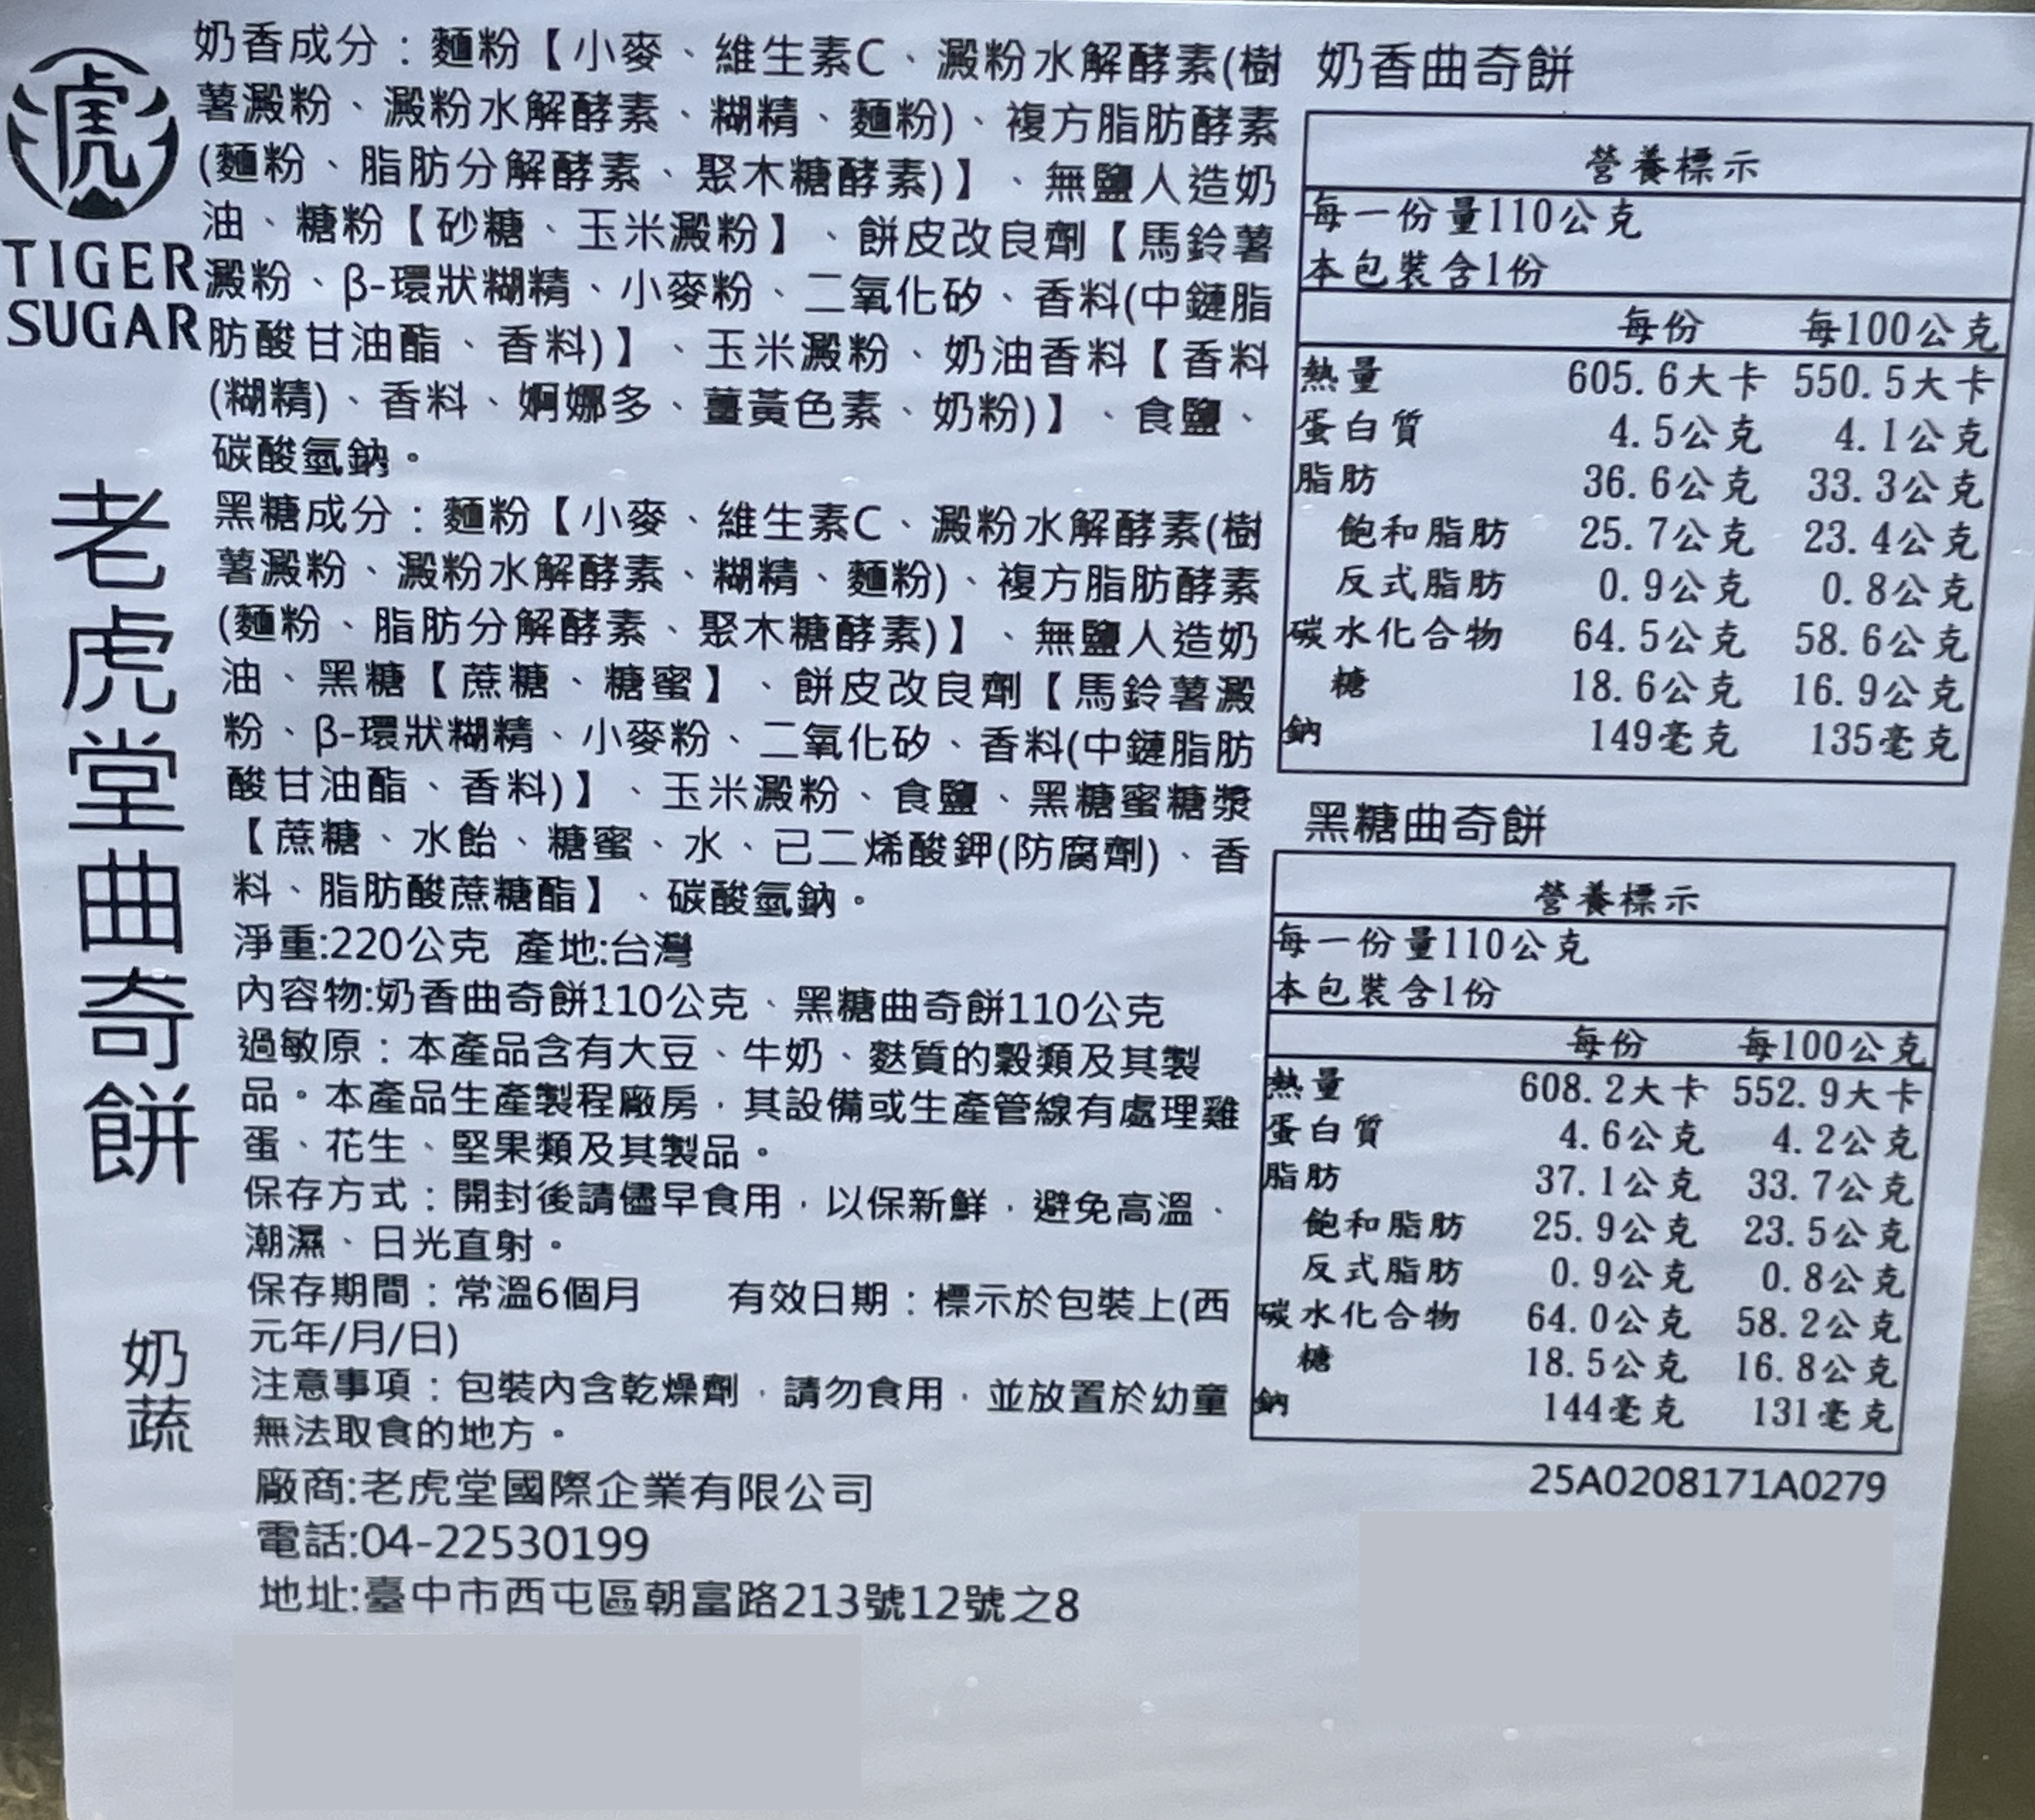 虎
TIGER
SUGAR
老虎堂曲奇餅
奶蔬
奶香成分：麵粉【小麥、維生素C、澱粉水解酵素(樹
薯澱粉、澱粉水解酵素、糊精、麵粉)、複方脂肪酵素
(麵粉、脂肪分解酵素、聚木糖酵素)】、無鹽人造奶
油、糖粉【砂糖、玉米澱粉】、餅皮改良劑【馬鈴薯
澱粉、β-環狀糊精、小麥粉、二氧化矽、香料(中鏈脂
肪酸甘油酯、香料)】、玉米澱粉、奶油香料【香料
(糊精)、香料、婀娜多、薑黃色素、奶粉)】、食鹽、
碳酸氫鈉。
黑糖成分：麵粉【小麥、維生素C、澱粉水解酵素(樹
薯澱粉、澱粉水解酵素、糊精、麵粉)、複方脂肪酵素
(麵粉、脂肪分解酵素、聚木糖酵素)】、無鹽人造奶
油、黑糖【蔗糖、糖蜜】、餅皮改良劑【馬鈴薯澱
粉、β-環狀糊精、小麥粉、二氧化矽、香料(中鏈脂肪
酸甘油酯、香料)】、玉米澱粉、食鹽、黑糖蜜糖漿
【蔗糖、水飴、糖蜜、水、己二烯酸鉀(防腐劑)、香
料、脂肪酸蔗糖酯】、碳酸氫鈉。
淨重:220公克 產地:台灣
內容物:奶香曲奇餅110公克、黑糖曲奇餅110公克
過敏原：本產品含有大豆、牛奶、麩質的穀類及其製
品。本產品生產製程廠房，其設備或生產管線有處理雞
蛋、花生、堅果類及其製品。
保存方式：開封後請儘早食用，以保新鮮，避免高溫、
潮濕、日光直射。
保存期間：常溫6個月 有效日期：標示於包裝上(西
元年/月/日)
注意事項：包裝內含乾燥劑，請勿食用，並放置於幼童
無法取食的地方。
廠商:老虎堂國際企業有限公司
電話:04-22530199
地址:臺中市西屯區朝富路213號12號之8
奶香曲奇餅
營養標示
每一份量110公克
本包裝含1份
每份 每100公克
熱量 605.6大卡 550.5大卡
蛋白質 4.5公克 4.1公克
脂肪 36.6公克 33.3公克
飽和脂肪 25.7公克 23.4公克
反式脂肪 0.9公克 0.8公克
碳水化合物 64.5公克 58.6公克
糖 18.6公克 16.9公克
鈉 149毫克 135毫克
黑糖曲奇餅
營養標示
每一份量110公克
本包裝含1份
每份 每100公克
熱量 608.2大卡 552.9大卡
蛋白質 4.6公克 4.2公克
脂肪 37.1公克 33.7公克
飽和脂肪 25.9公克 23.5公克
反式脂肪 0.9公克 0.8公克
碳水化合物 64.0公克 58.2公克
糖 18.5公克 16.8公克
鈉 144毫克 131毫克
25A0208171A0279